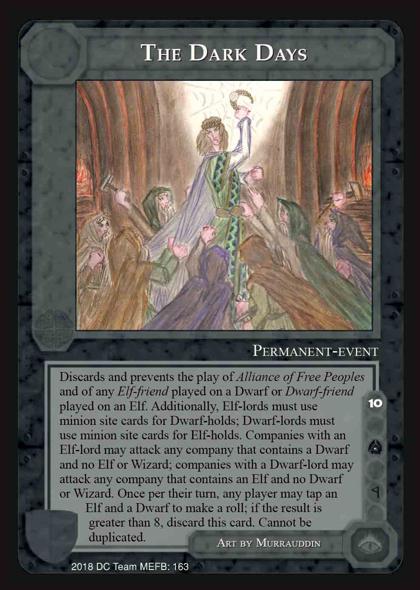 The Dark Days
Permanent-event
Discards and prevents the play of Alliance of Free Peoples
and of any Elf-friend played on a Dwarf or Dwarf-friend
played on an Elf. Additionally, Elf-lords must use
minion site cards for Dwarf-holds; Dwarf-lords must
use minion site cards for Elf-holds. Companies with an
Elf-lord may attack any company that contains a Dwarf
and no Elf or Wizard; companies with a Dwarf-lord may
attack any company that contains an Elf and no Dwarf
or Wizard. Once per their turn, any player may tap an
Elf and a Dwarf to make a roll; if the result is
greater than 8, discard this card. Cannot be
duplicated.
10
Art by Murrauddin
2018 DC Team MEFB: 163